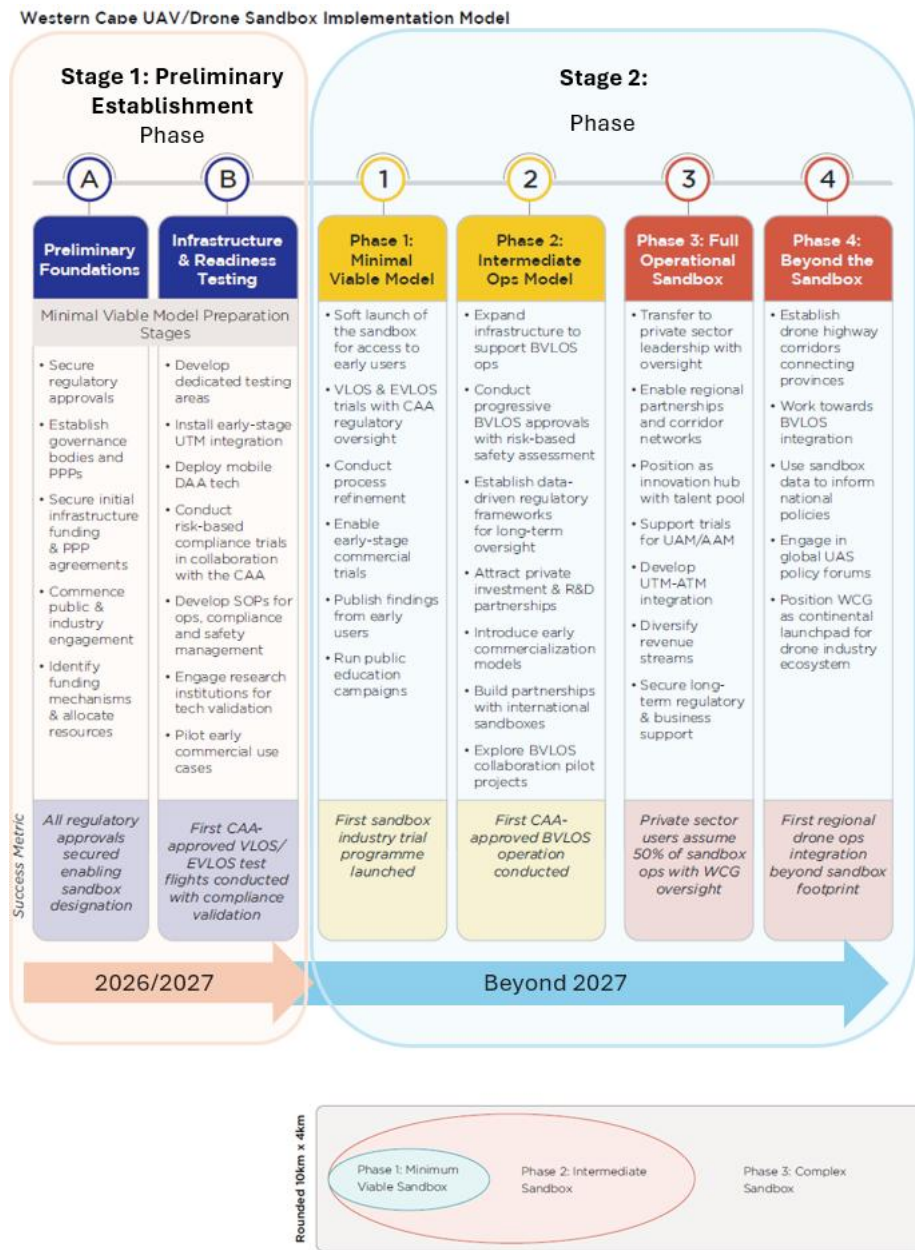 Western Cape UAV/Drone Sandbox Implementation Model
Stage 1: Preliminary
Establishment
Phase
Stage 2:
Phase
A
B
1
2
3
4
Preliminary
Foundations
Infrastructure
& Readiness
Testing
Phase 1:
Minimal
Viable Model
Phase 2:
Intermediate
Ops Model
Phase 3: Full
Operational
Sandbox
Phase 4:
Beyond the
Sandbox
Minimal Viable Model Preparation
Stages
• Secure
regulatory
approvals
• Establish
governance
bodies and
PPPs
• Secure initial
infrastructure
funding
& PPP
agreements
• Commence
public &
industry
engagement
• Identify
funding
mechanisms
& allocate
resources
• Develop
dedicated testing
areas
• Install early-stage
UTM integration
• Deploy mobile
DAA tech
• Conduct
risk-based
compliance trials
in collaboration
with the CAA
• Develop SOPs for
ops, compliance
and safety
management
• Engage research
institutions for
tech validation
• Pilot early
commercial use
cases
• Soft launch of
the sandbox
for access to
early users
• VLOS & EVLOS
trials with CAA
regulatory
oversight
• Conduct
process
refinement
• Enable
early-stage
commercial
trials
• Publish findings
from early
users
• Run public
education
campaigns
• Expand
infrastructure to
support BVLOS
ops
• Conduct
progressive
BVLOS approvals
with risk-based
safety assessment
• Establish data-
driven regulatory
frameworks
for long-term
oversight
• Attract private
investment & R&D
partnerships
• Introduce early
commercialization
models
• Build partnerships
with international
sandboxes
• Explore BVLOS
collaboration pilot
projects
• Transfer to
private sector
leadership with
oversight
• Enable regional
partnerships
and corridor
networks
• Position as
innovation hub
with talent pool
• Support trials
for UAM/AAM
• Develop
UTM-ATM
integration
• Diversify
revenue
streams
• Secure long-
term regulatory
& business
support
• Establish
drone highway
corridors
connecting
provinces
• Work towards
BVLOS
integration
• Use sandbox
data to inform
national
policies
• Engage in
global UAS
policy forums
• Position WCG
as continental
launchpad for
drone industry
ecosystem
Success Metric
All regulatory
approvals
secured
enabling
sandbox
designation
First CAA-
approved VLOS/
EVLOS test
flights conducted
with compliance
validation
First sandbox
industry trial
programme
launched
First CAA-
approved BVLOS
operation
conducted
Private sector
users assume
50% of sandbox
ops with WCG
oversight
First regional
drone ops
integration
beyond sandbox
footprint
2026/2027
Beyond 2027
Rounded 10km x 4km
Phase 1: Minimum
Viable Sandbox
Phase 2: Intermediate
Sandbox
Phase 3: Complex
Sandbox